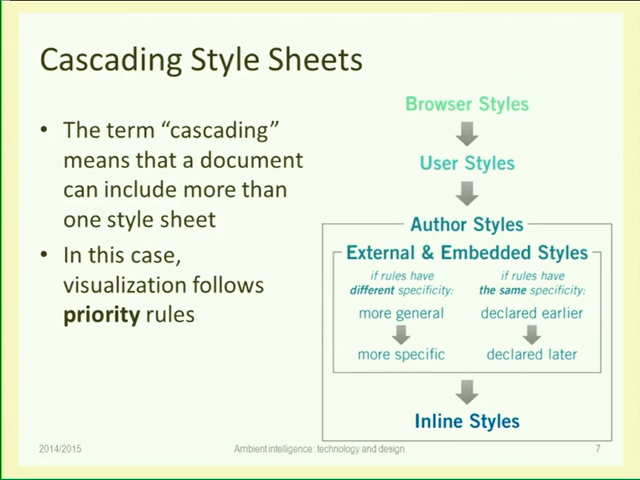 Cascading Style Sheets
• The term “cascading”
means that a document
can include more than
one style sheet
• In this case,
visualization follows
priority rules
Browser Styles
User Styles
Author Styles
External & Embedded Styles
if rules have
different specificity:
more general
more specific
if rules have
the same specificity:
declared earlier
declared later
Inline Styles
2014/2015
Ambient intelligence: technology and design
7